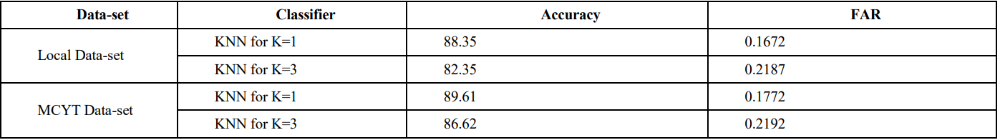 Data-set Classifier Accuracy FAR
Local Data-set KNN for K=1 88.35 0.1672
KNN for K=3 82.35 0.2187
MCYT Data-set KNN for K=1 89.61 0.1772
KNN for K=3 86.62 0.2192